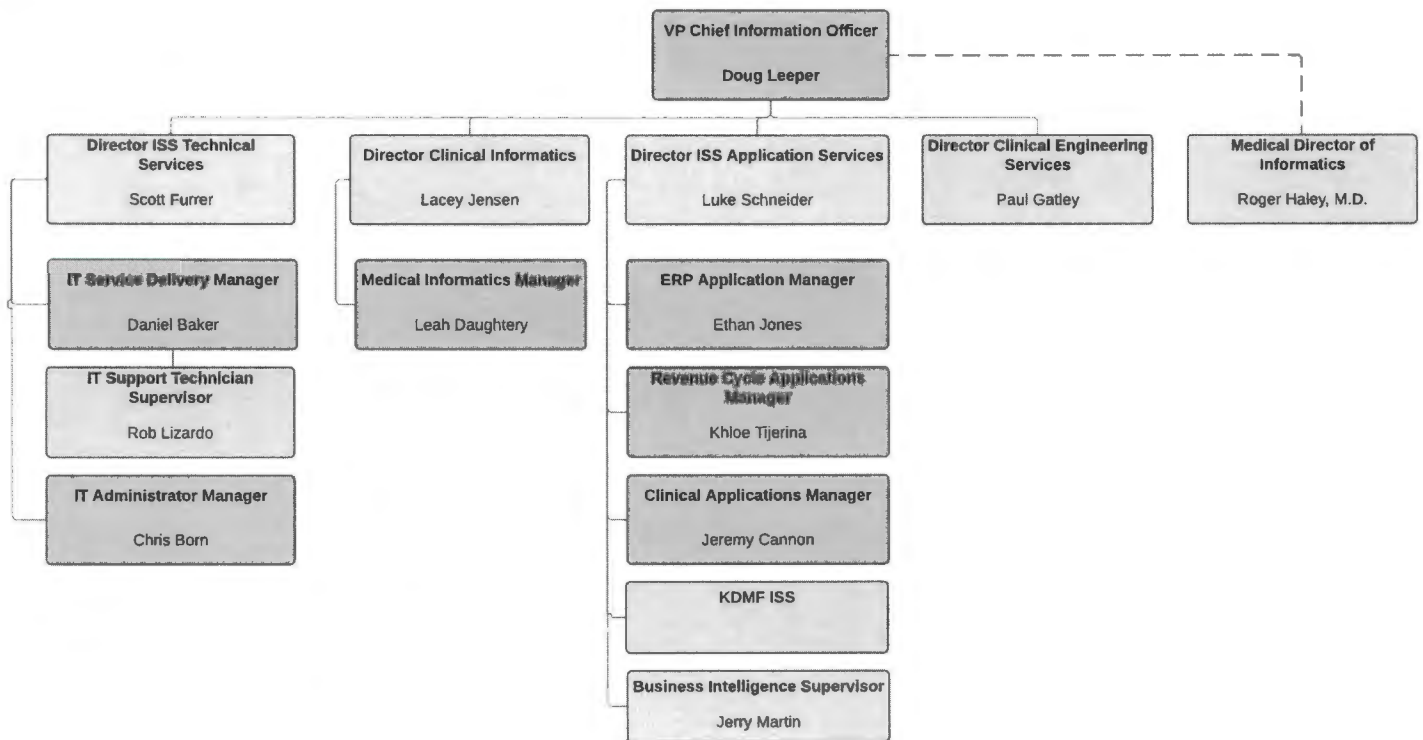 VP Chief Information Officer
Doug Leeper
Director ISS Technical
Services
Scott Furrer
Director Clinical Informatics
Lacey Jensen
Director ISS Application Services
Luke Schneider
Director Clinical Engineering
Services
Paul Gatley
Medical Director of
Informatics
Roger Haley, M.D.
IT Service Delivery Manager
Daniel Baker
Medical Informatics Manager
Leah Daughtery
ERP Application Manager
Ethan Jones
IT Support Technician
Supervisor
Rob Lizardo
Revenue Cycle Applications
Manager
Khloe Tijerina
IT Administrator Manager
Chris Born
Clinical Applications Manager
Jeremy Cannon
KDMF ISS
Business Intelligence Supervisor
Jerry Martin